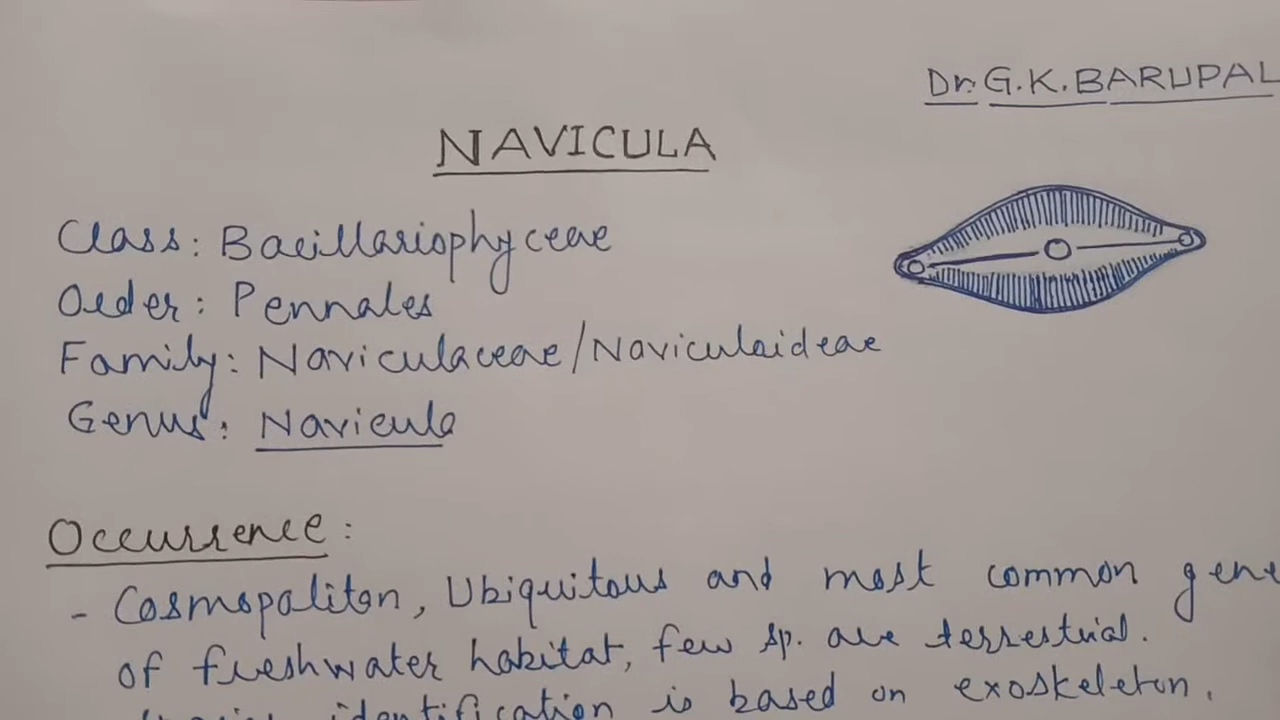 Dr. G.K. BARUPAL
NAVICULA
Class: Bacillariophyceae
Order: Pennales
Family: Naviculaceae/Naviculoideae
Genus: Navicula
Occurrence:
- Cosmopolitan, Ubiquitous and most common
of freshwater habitat, few sp. are terrestrial.
identification is based on exoskeleton.